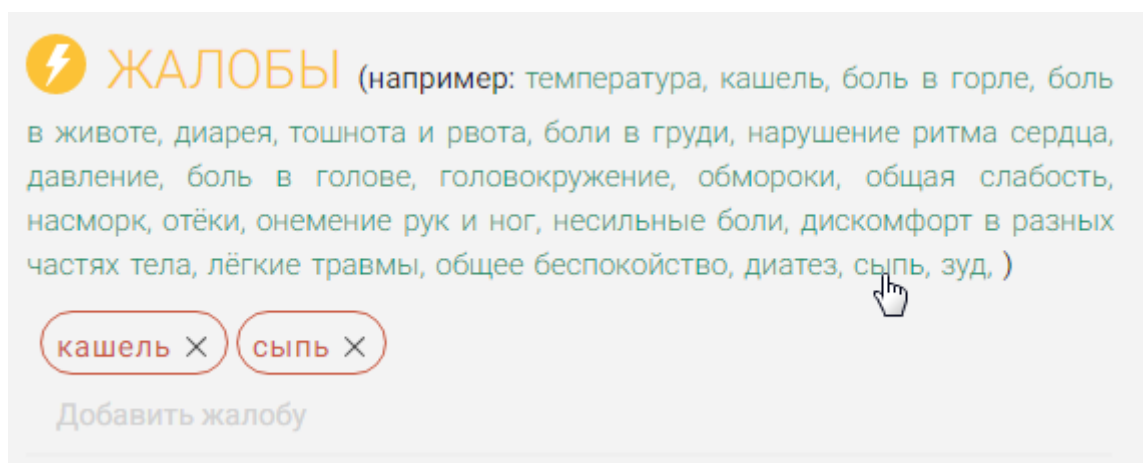 ЖАЛОБЫ (например: температура, кашель, боль в горле, боль
в животе, диарея, тошнота и рвота, боли в груди, нарушение ритма сердца,
давление, боль в голове, головокружение, обмороки, общая слабость,
насморк, отёки, онемение рук и ног, несильные боли, дискомфорт в разных
частях тела, лёгкие травмы, общее беспокойство, диатез, сыпь, зуд, )
кашель × сыпь ×
Добавить жалобу